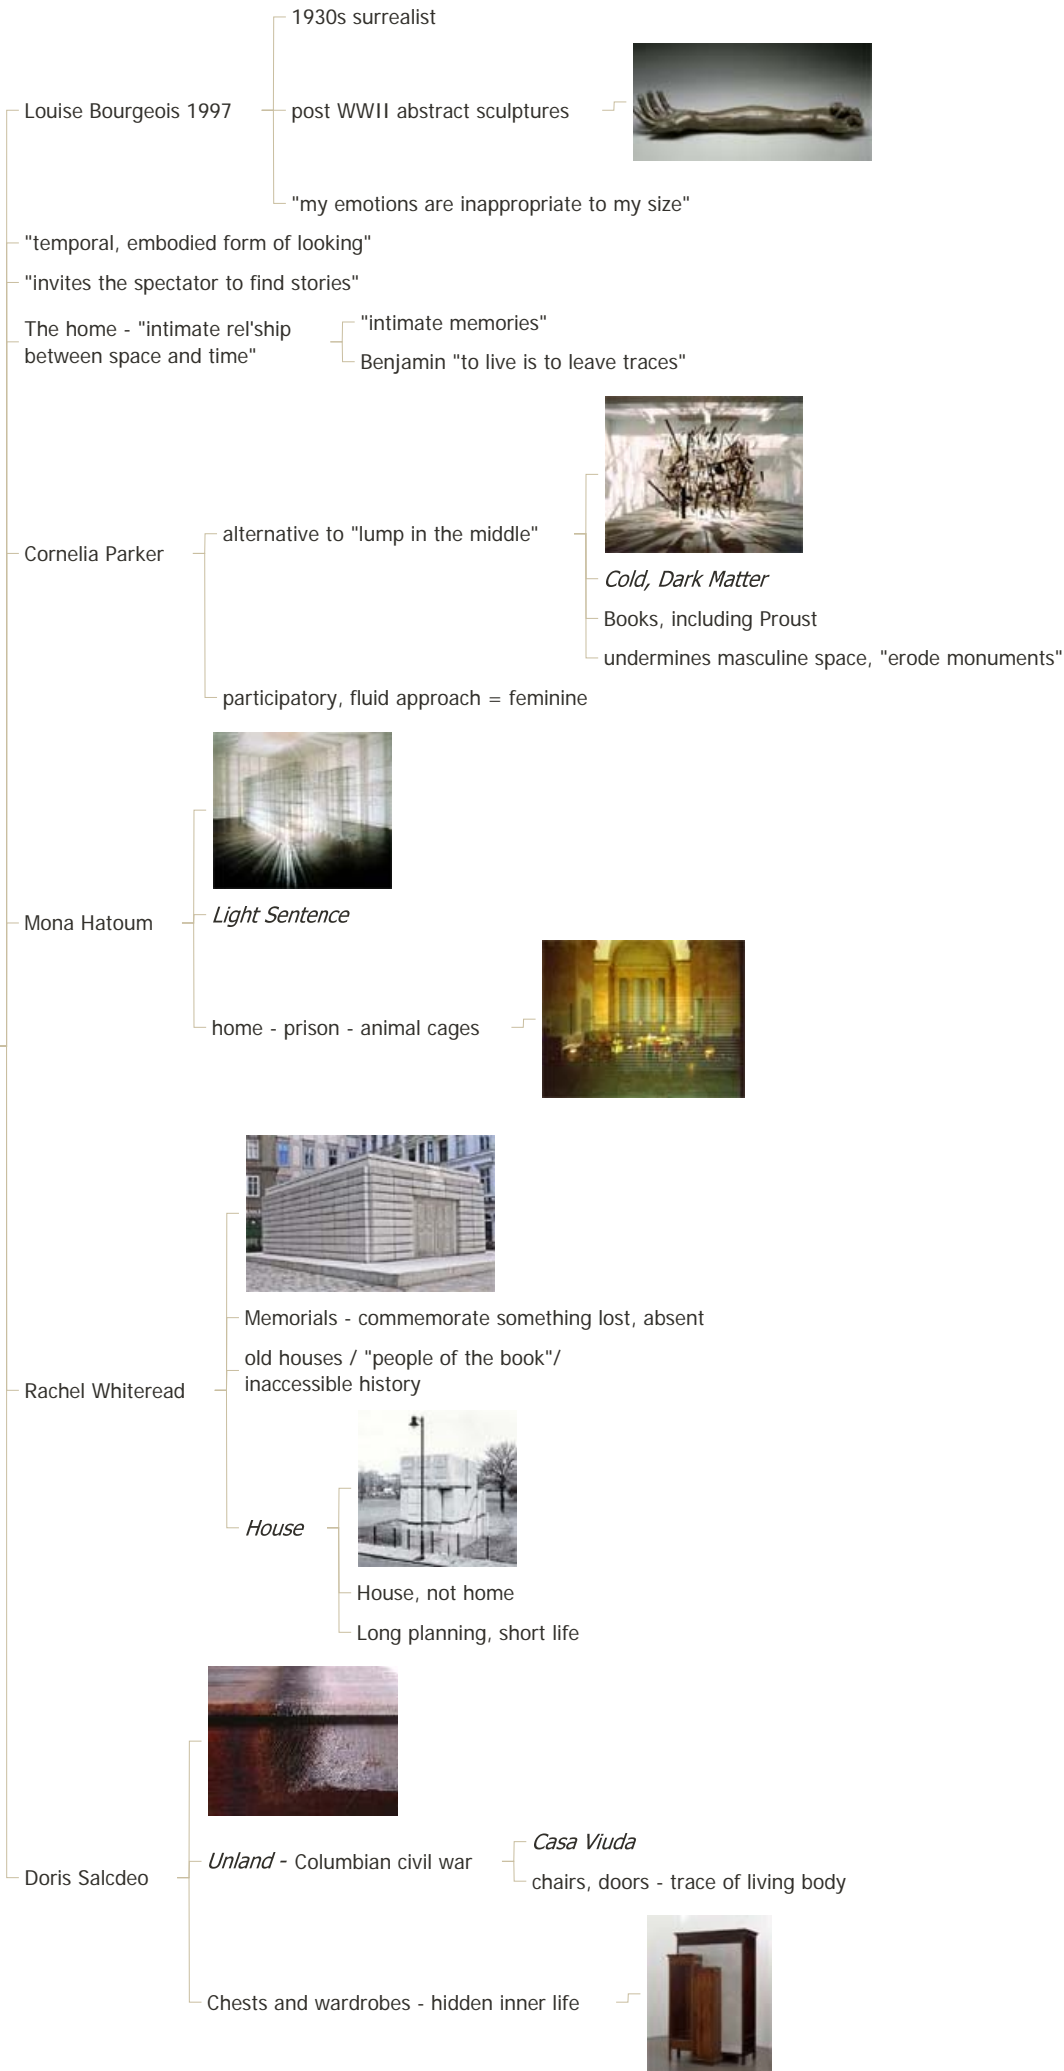 1930s surrealist
Louise Bourgeois 1997
post WWII abstract sculptures
"my emotions are inappropriate to my size"
"temporal, embodied form of looking"
"invites the spectator to find stories"
The home - "intimate rel'ship
between space and time"
"intimate memories"
Benjamin "to live is to leave traces"
Cornelia Parker
alternative to "lump in the middle"
Cold, Dark Matter
Books, including Proust
undermines masculine space, "erode monuments"
participatory, fluid approach = feminine
Mona Hatoum
Light Sentence
home - prison - animal cages
Rachel Whiteread
Memorials - commemorate something lost, absent
old houses / "people of the book"/
inaccessible history
House
House, not home
Long planning, short life
Doris Salcdeo
Unland - Columbian civil war
Casa Viuda
chairs, doors - trace of living body
Chests and wardrobes - hidden inner life